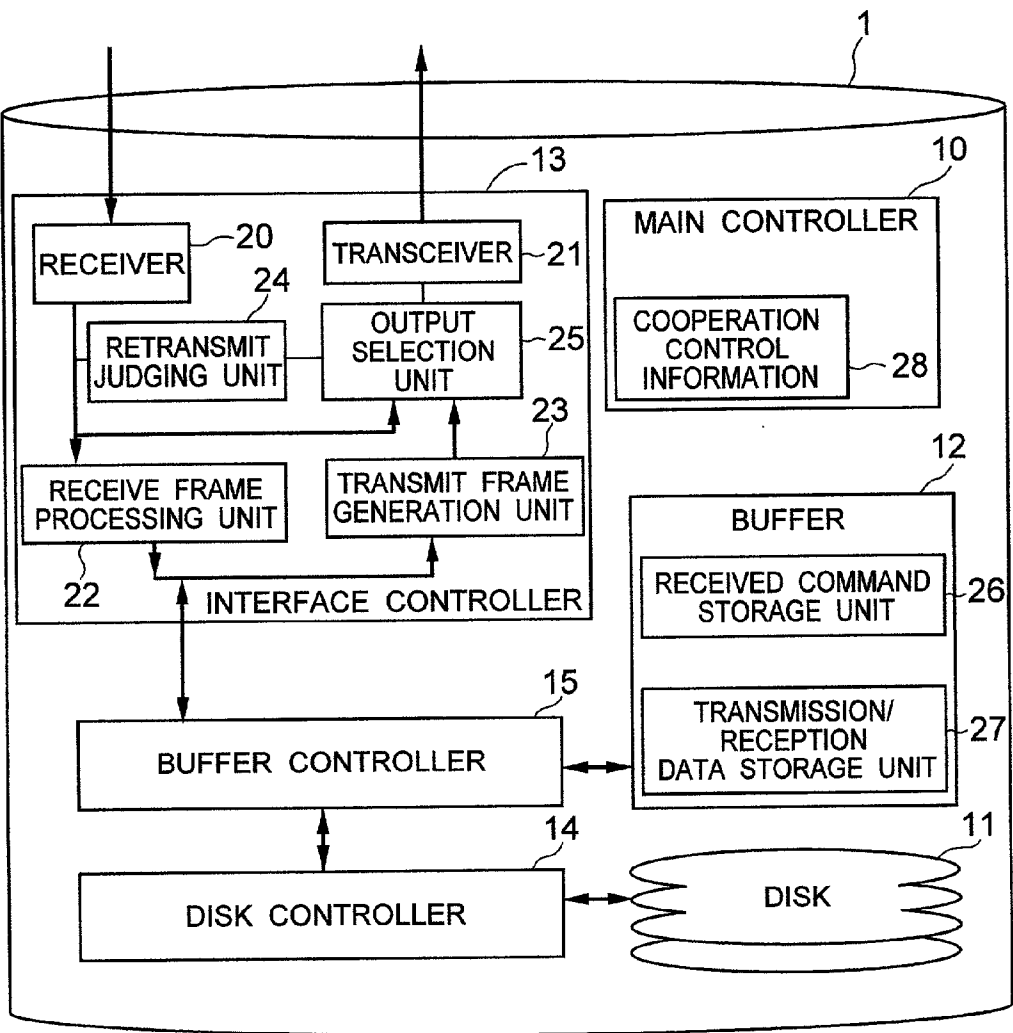 1
13
10
RECEIVER
20
TRANSCEIVER
21
MAIN CONTROLLER
24
RETRANSMIT
JUDGING UNIT
OUTPUT
SELECTION
UNIT
25
COOPERATION
CONTROL
INFORMATION
28
23
RECEIVE FRAME
PROCESSING UNIT
22
TRANSMIT FRAME
GENERATION UNIT
INTERFACE CONTROLLER
12
BUFFER
RECEIVED COMMAND
STORAGE UNIT
26
TRANSMISSION/
RECEPTION
DATA STORAGE UNIT
27
15
BUFFER CONTROLLER
14
DISK CONTROLLER
11
DISK